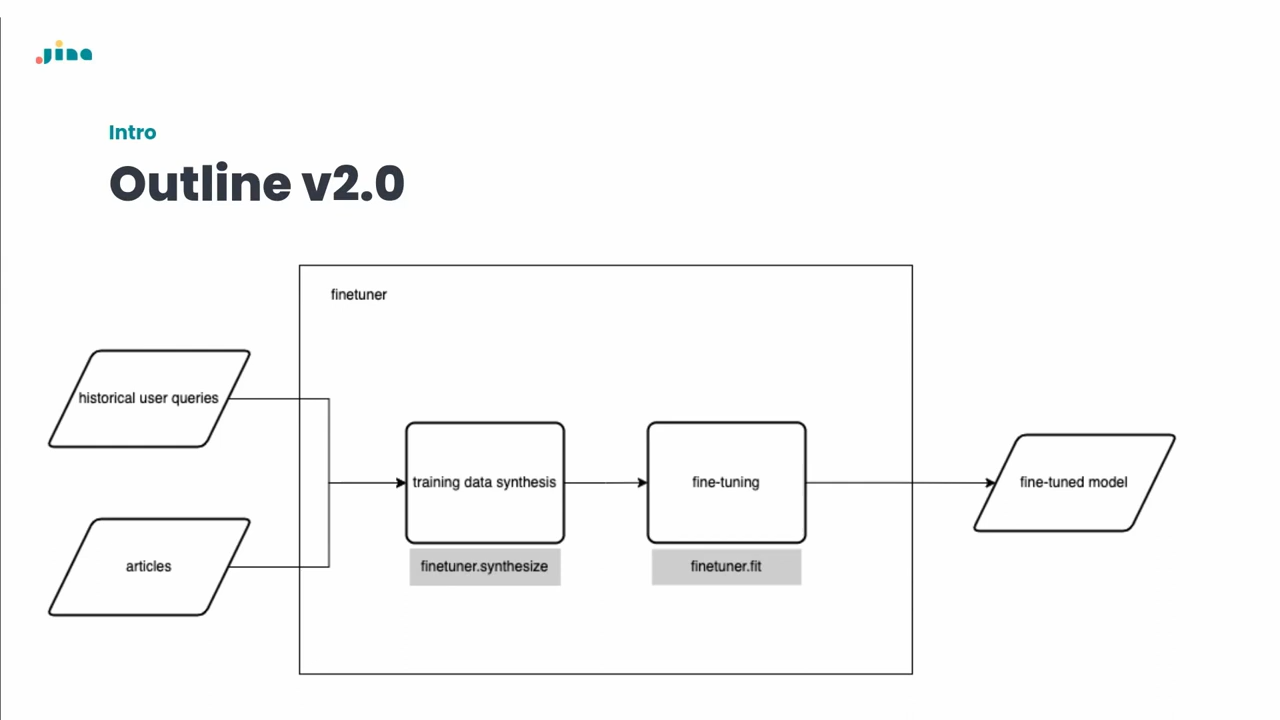 Jina
Intro
Outline v2.0
finetuner
historical user queries
articles
training data synthesis
finetuner.synthesize
fine-tuning
finetuner.fit
fine-tuned model